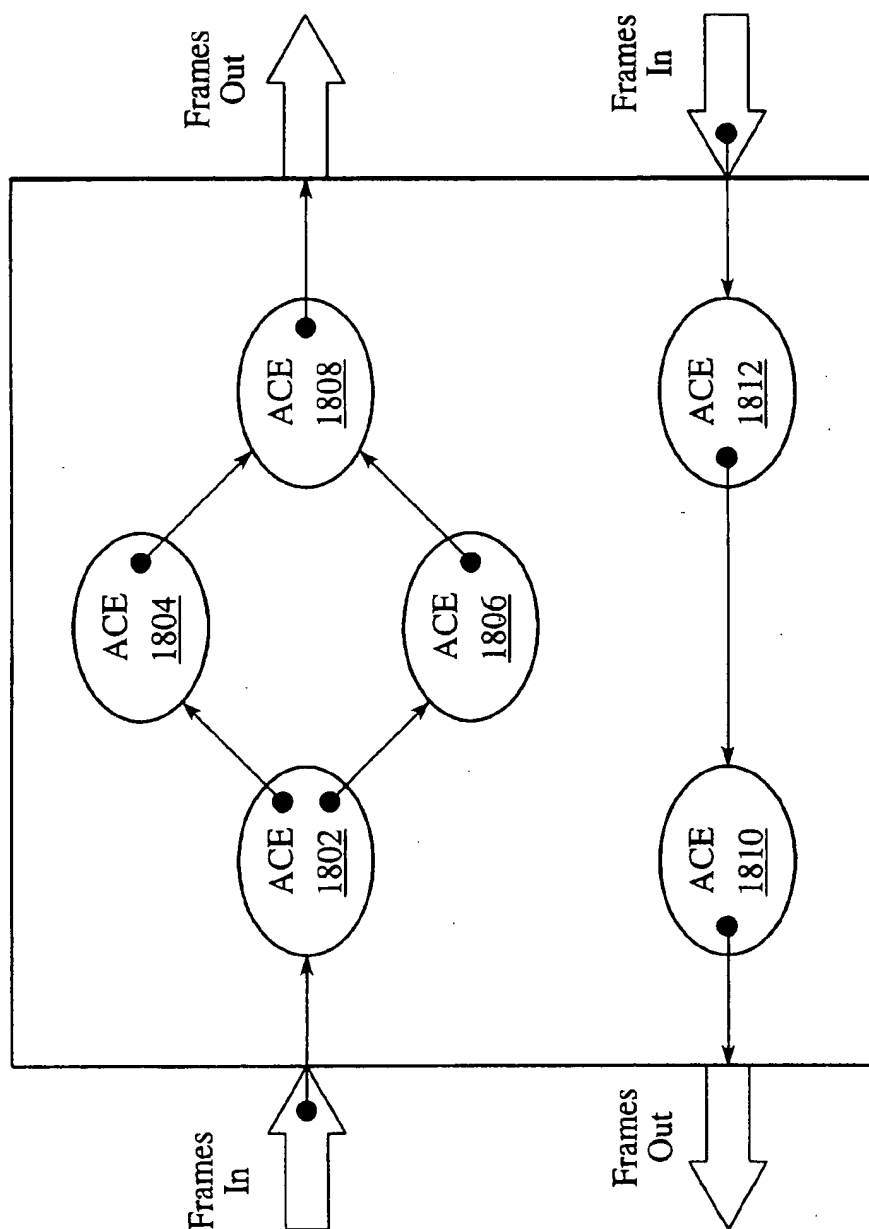 ACE
1804
Frames
In
Frames
Out
ACE
1802
ACE
1808
ACE
1806
Frames
Out
Frames
In
ACE
1810
ACE
1812